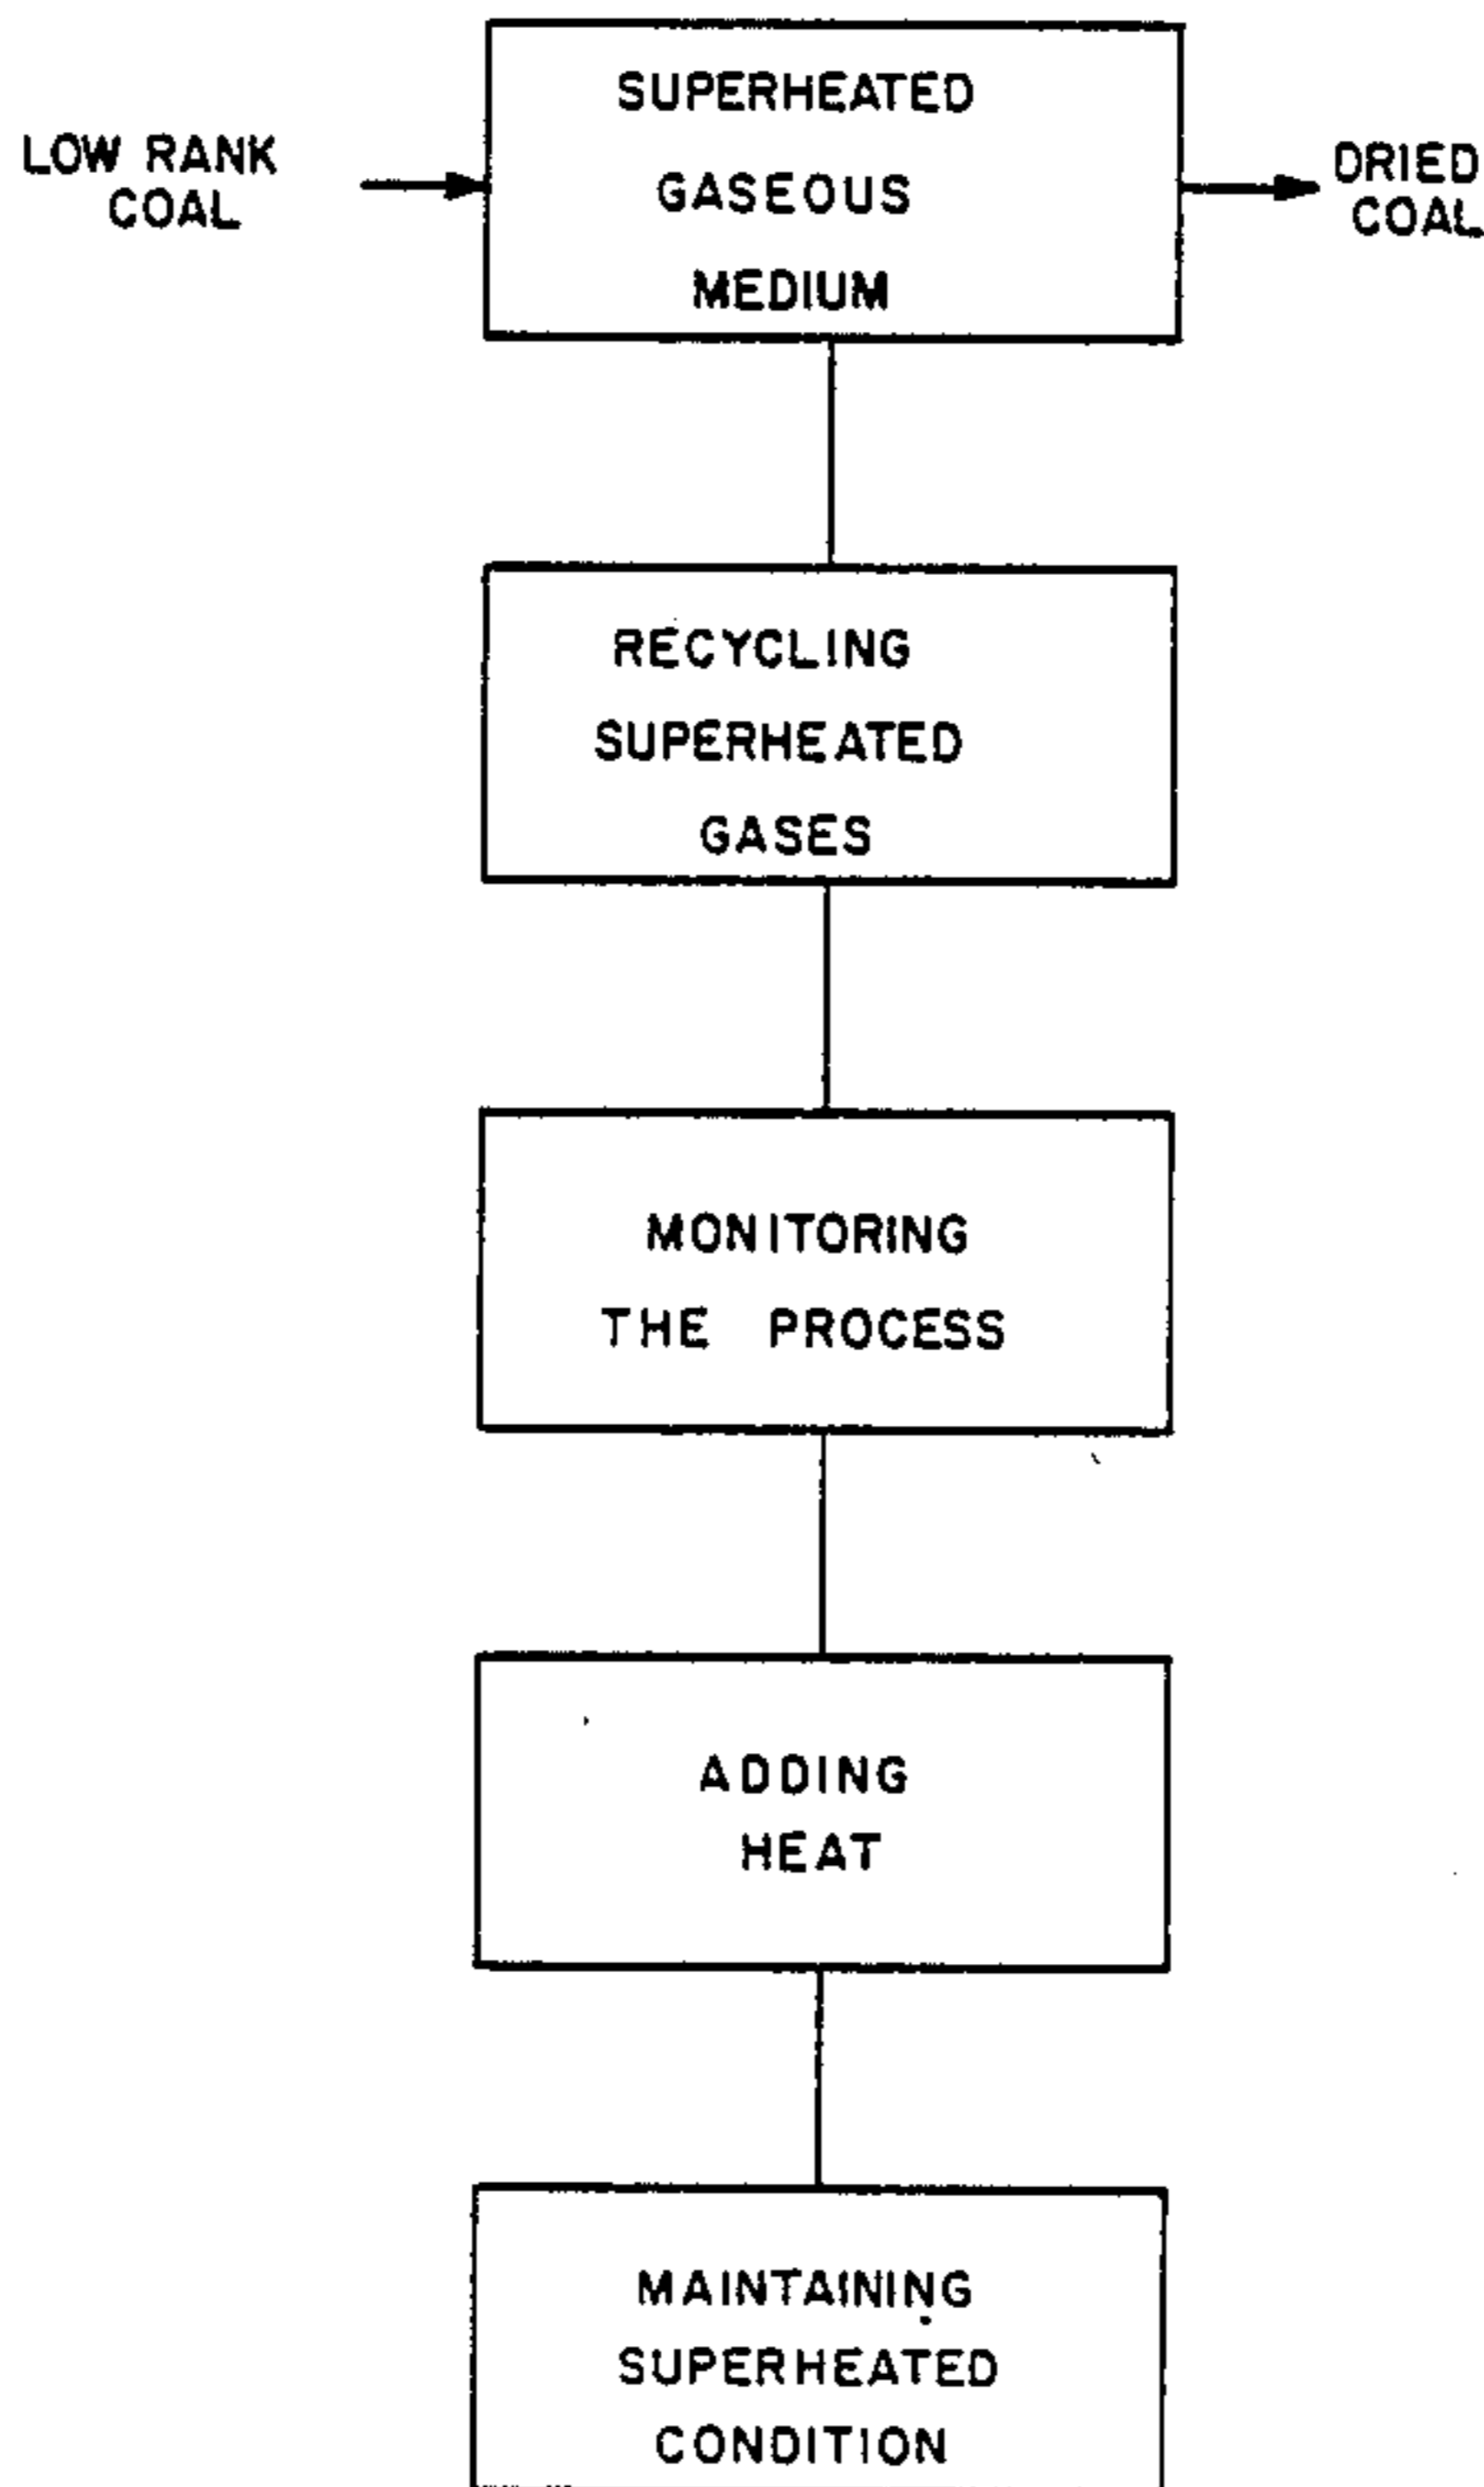 LOW RANK
COAL
SUPERHEATED
GASEOUS
MEDIUM
DRIED
COAL
RECYCLING
SUPERHEATED
GASES
MONITORING
THE PROCESS
ADDING
HEAT
MAINTAINING
SUPERHEATED
CONDITION